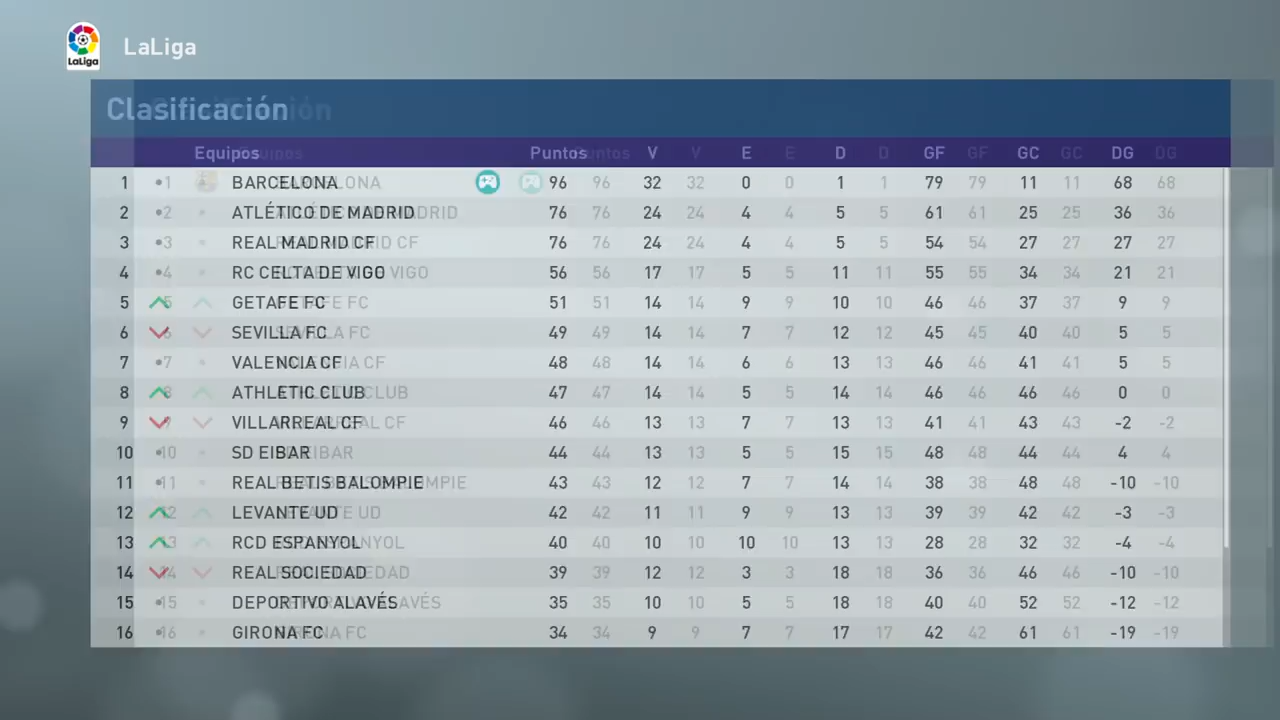 LaLiga
LaLiga
Clasificación
Equipos Puntos V E D GF GC DG
1 BARCELONA 96 32 0 1 79 11 68
2 ATLÉTICO DE MADRID 76 24 4 5 61 25 36
3 REAL MADRID CF 76 24 4 5 54 27 27
4 RC CELTA DE VIGO 56 17 5 11 55 34 21
5 GETAFE FC 51 14 9 10 46 37 9
6 SEVILLA FC 49 14 7 12 45 40 5
7 VALENCIA CF 48 14 6 13 46 41 5
8 ATHLETIC CLUB 47 14 5 14 46 46 0
9 VILLARREAL CF 46 13 7 13 41 43 -2
10 SD EIBAR 44 13 5 15 48 44 4
11 REAL BETIS BALOMPIE 43 12 7 14 38 48 -10
12 LEVANTE UD 42 11 9 13 39 42 -3
13 RCD ESPANYOL 40 10 10 13 28 32 -4
14 REAL SOCIEDAD 39 12 3 18 36 46 -10
15 DEPORTIVO ALAVÉS 35 10 5 18 40 52 -12
16 GIRONA FC 34 9 7 17 42 61 -19